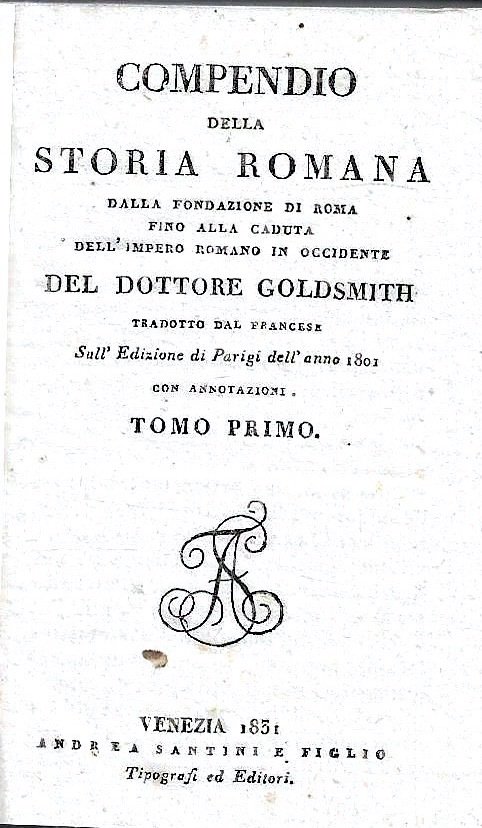 COMPENDIO
DELLA
STORIA ROMANA
DALLA FONDAZIONE DI ROMA
FINO ALLA CADUTA
DELL' IMPERO ROMANO IN OCCIDENTE
DEL DOTTORE GOLDSMITH
TRADOTTO DAL FRANCESE
Sull' Edizione di Parigi dell' anno 1801
CON ANNOTAZIONI.
TOMO PRIMO.
VENEZIA 1831
ANDREA SANTINI E FIGLIO
Tipografi ed Editori.